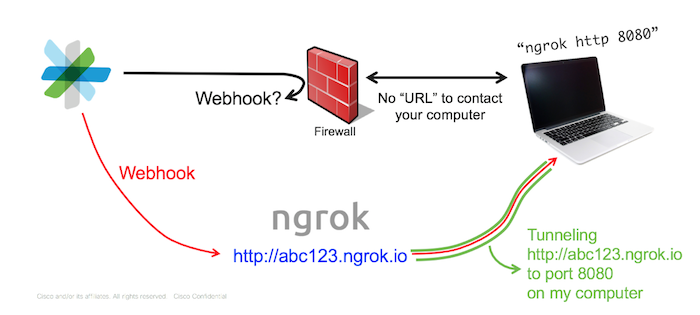 “ngrok http 8080”
Webhook?
Firewall
No “URL” to contact
your computer
Webhook
ngrok
http://abc123.ngrok.io
Tunneling
http://abc123.ngrok.io
to port 8080
on my computer
Cisco and/or its affiliates. All rights reserved. Cisco Confidential